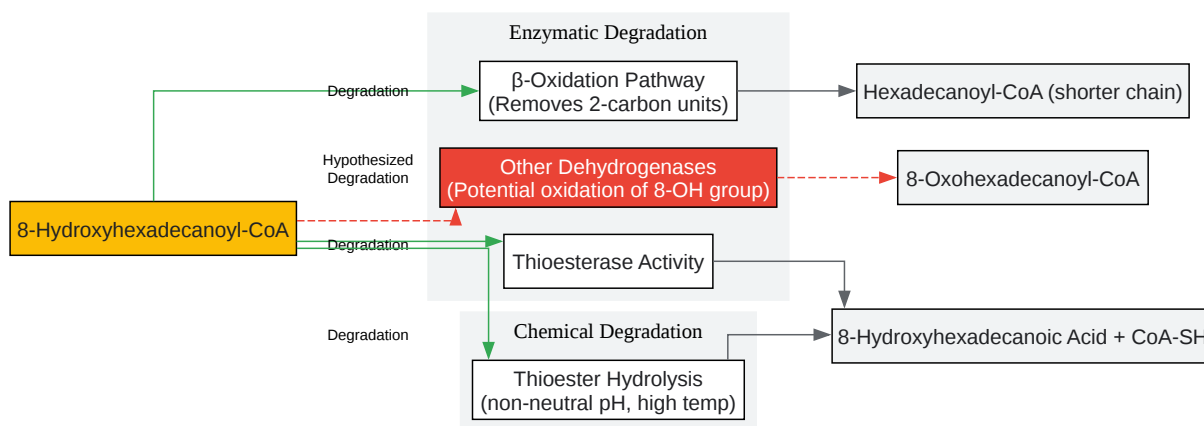 Enzymatic Degradation
Degradation
β-Oxidation Pathway
(Removes 2-carbon units)
Hexadecanoyl-CoA (shorter chain)
Hypothesized
Degradation
Other Dehydrogenases
(Potential oxidation of 8-OH group)
8-Oxohexadecanoyl-CoA
8-Hydroxyhexadecanoyl-CoA
Degradation
Thioesterase Activity
Chemical Degradation
Degradation
8-Hydroxyhexadecanoic Acid + CoA-SH
Thioester Hydrolysis
(non-neutral pH, high temp)